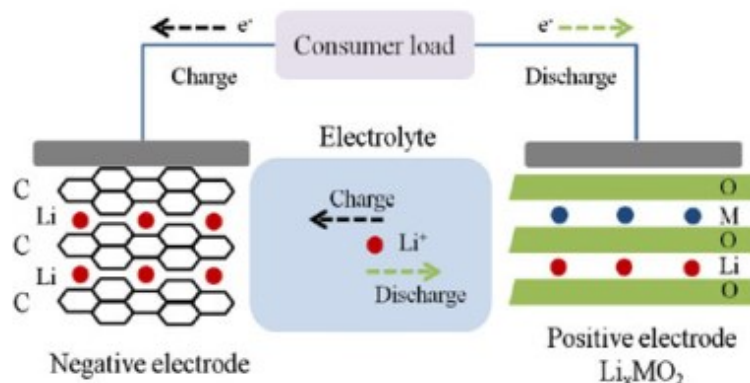 e-
Consumer load
e-
Charge
Discharge
Electrolyte
C
Li
C
Li
C
Charge
Li+
Discharge
O
M
O
Li
O
Negative electrode
Positive electrode
LixMO2